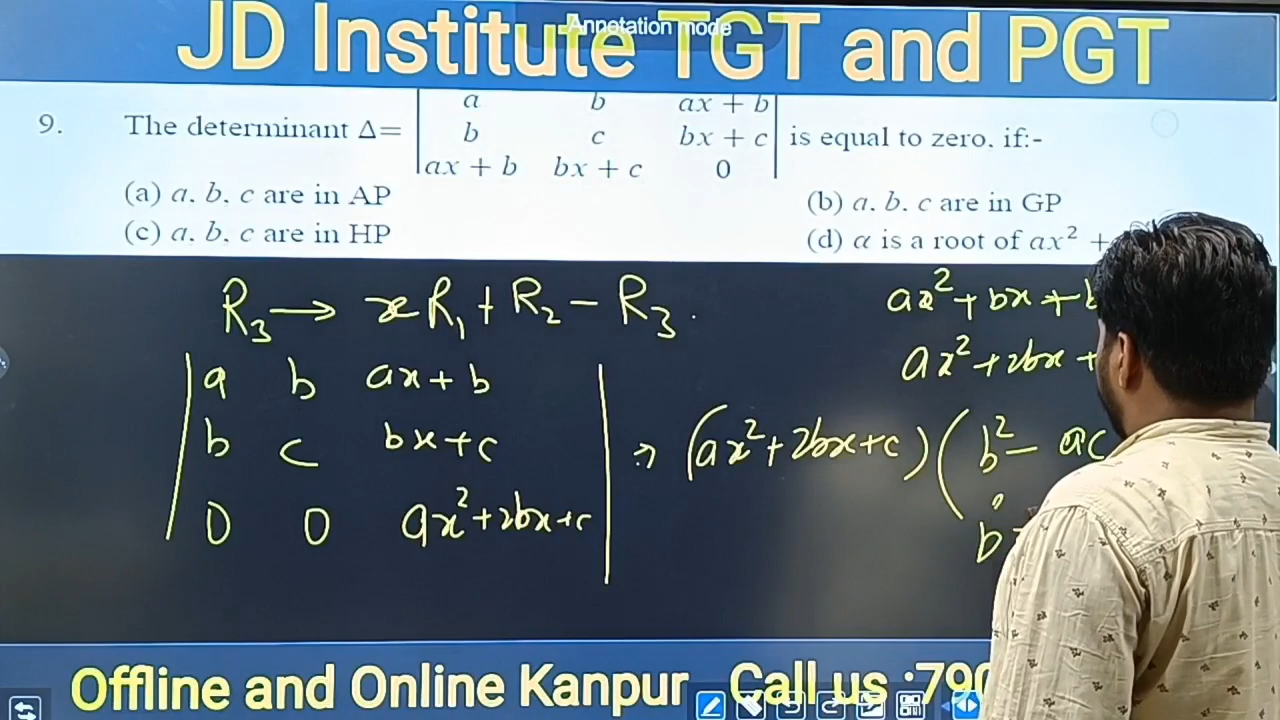 JD Institute TGT and PGT
Annotation mode
9. The determinant Δ= | a b ax + b |
| b c bx + c | is equal to zero. if:-
| ax + b bx + c 0 |
(a) a. b. c are in AP (b) a. b. c are in GP
(c) a. b. c are in HP (d) α is a root of ax² +
R₃ → xR₁ + R₂ − R₃.
ax² + bx + b
ax² + 2bx +
| a b ax + b |
| b c bx + c | ⇒ (ax² + 2bx + c) (b² − ac
| 0 0 ax² + 2bx + c |
b
Offline and Online Kanpur Call us :790